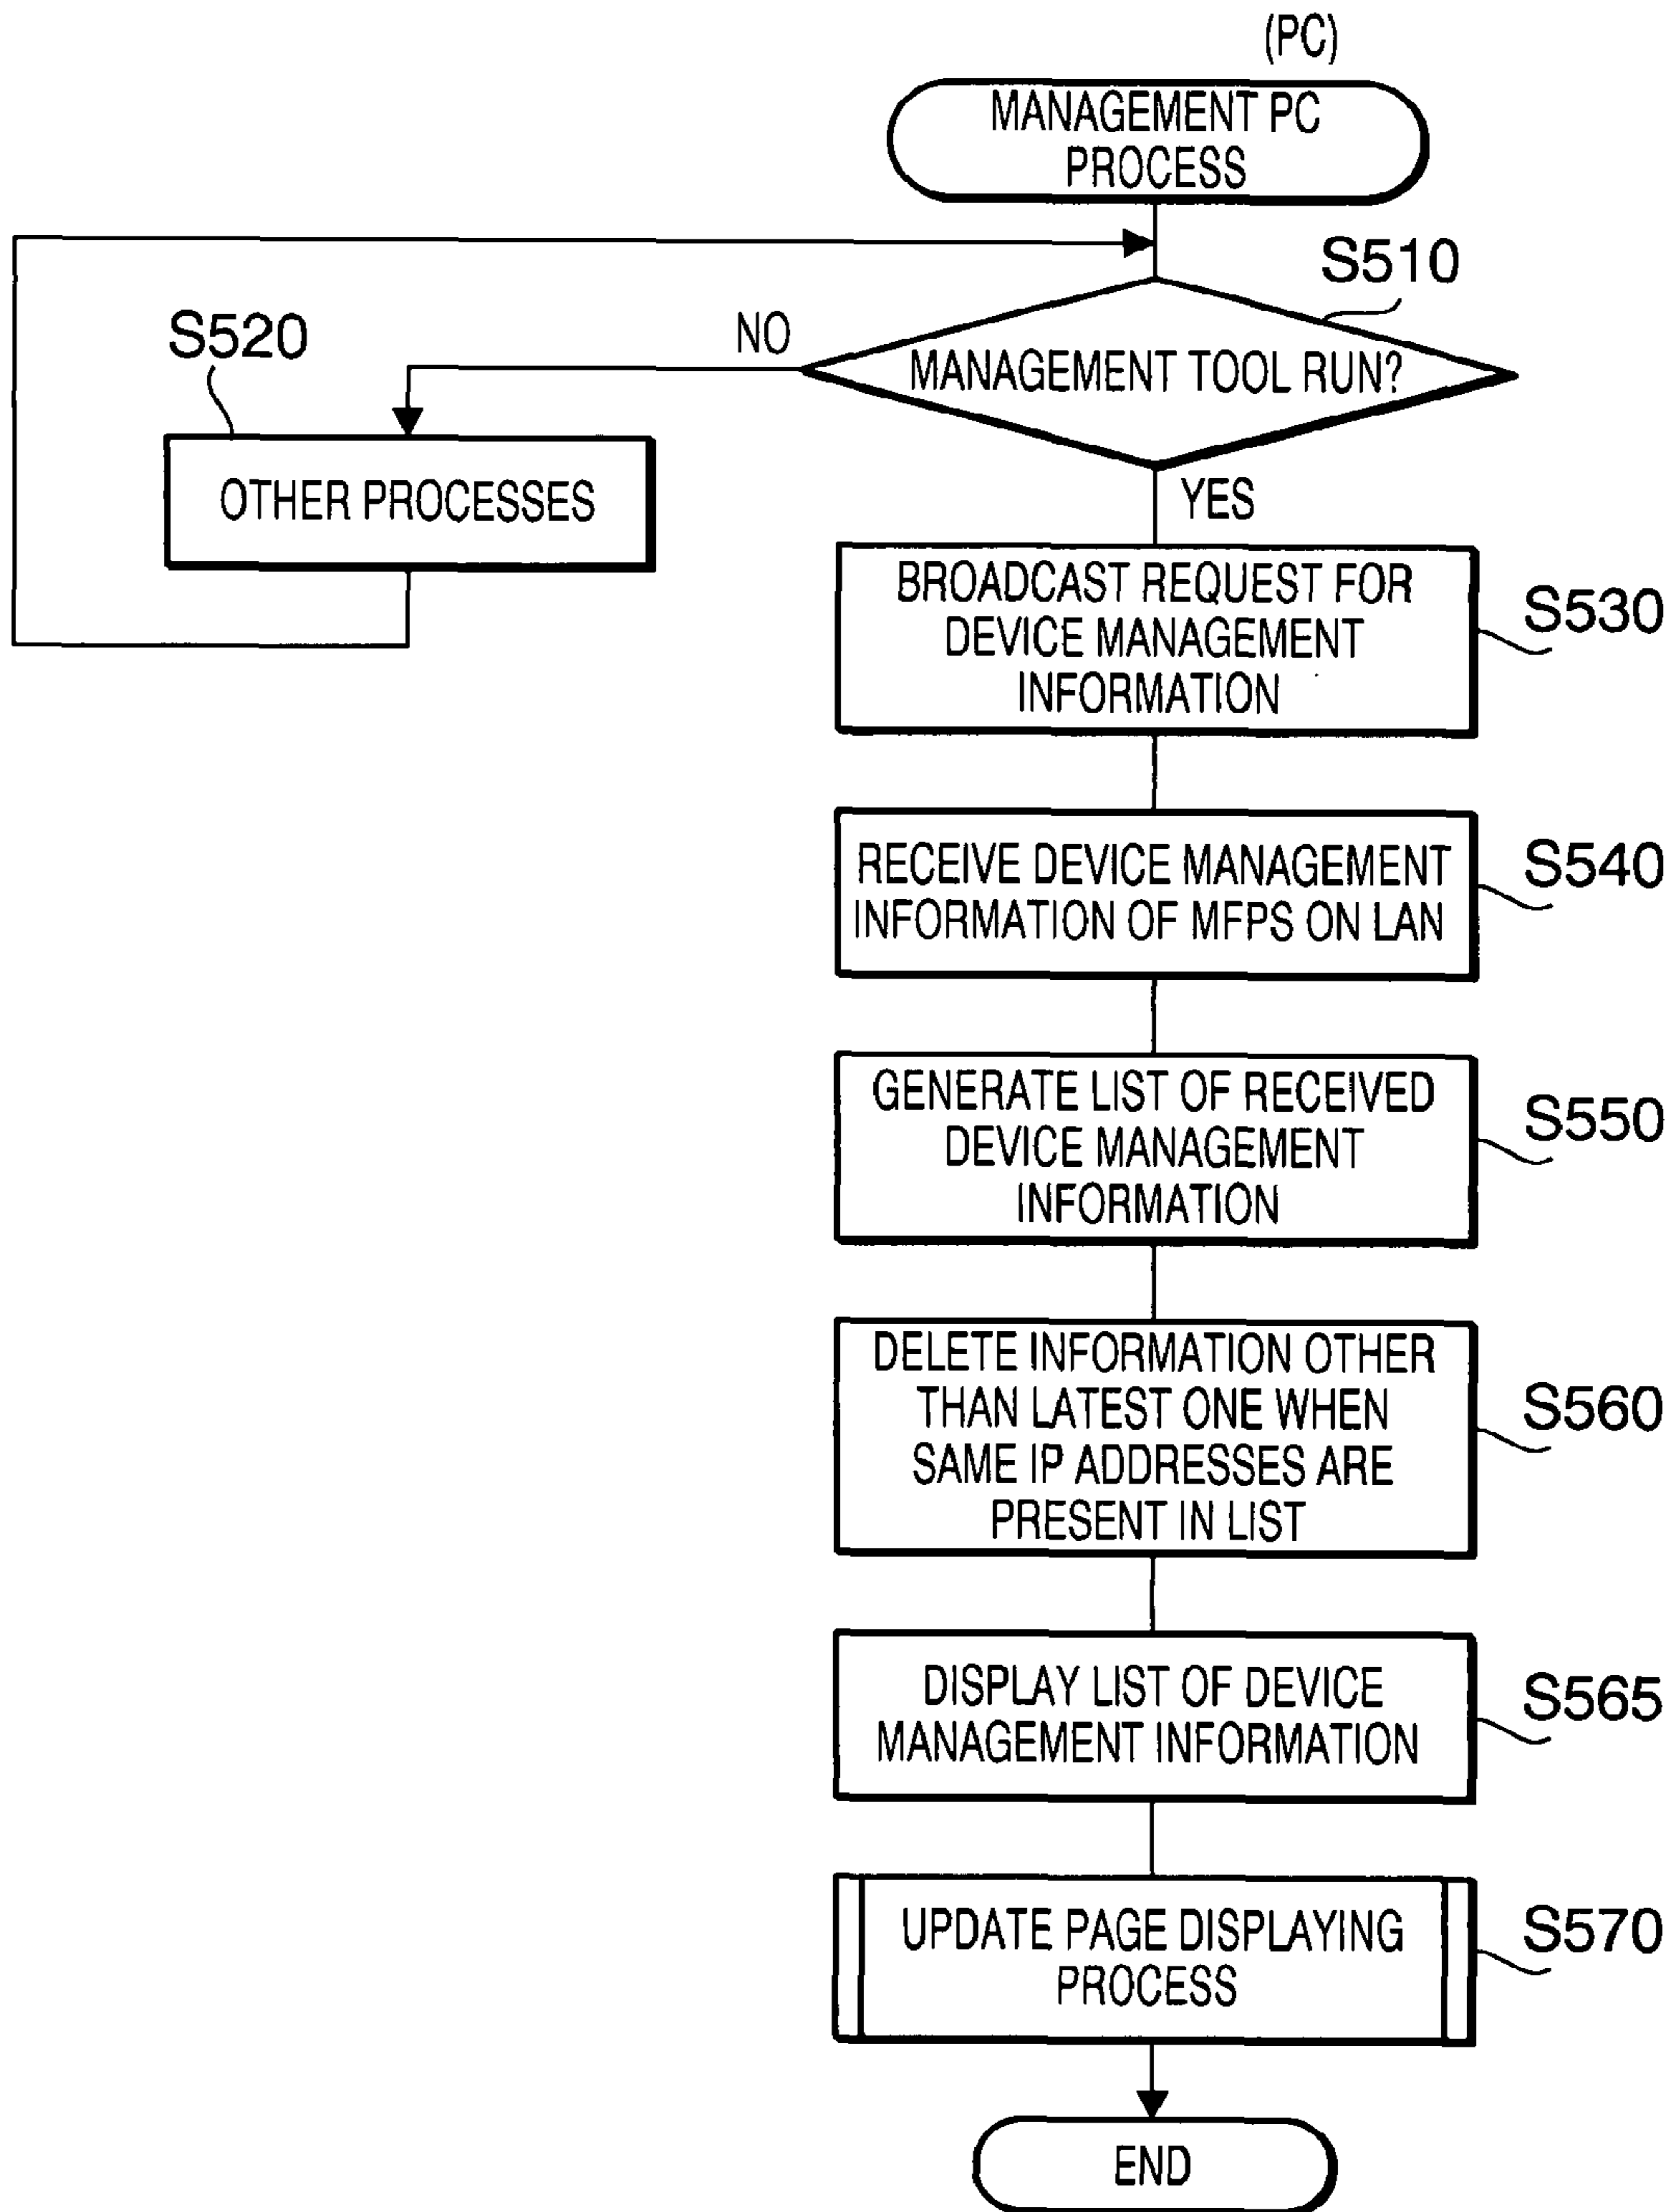 (PC)
MANAGEMENT PC
PROCESS
S510
MANAGEMENT TOOL RUN?
NO
S520
OTHER PROCESSES
YES
BROADCAST REQUEST FOR
DEVICE MANAGEMENT
INFORMATION
S530
RECEIVE DEVICE MANAGEMENT
INFORMATION OF MFPS ON LAN
S540
GENERATE LIST OF RECEIVED
DEVICE MANAGEMENT
INFORMATION
S550
DELETE INFORMATION OTHER
THAN LATEST ONE WHEN
SAME IP ADDRESSES ARE
PRESENT IN LIST
S560
DISPLAY LIST OF DEVICE
MANAGEMENT INFORMATION
S565
UPDATE PAGE DISPLAYING
PROCESS
S570
END